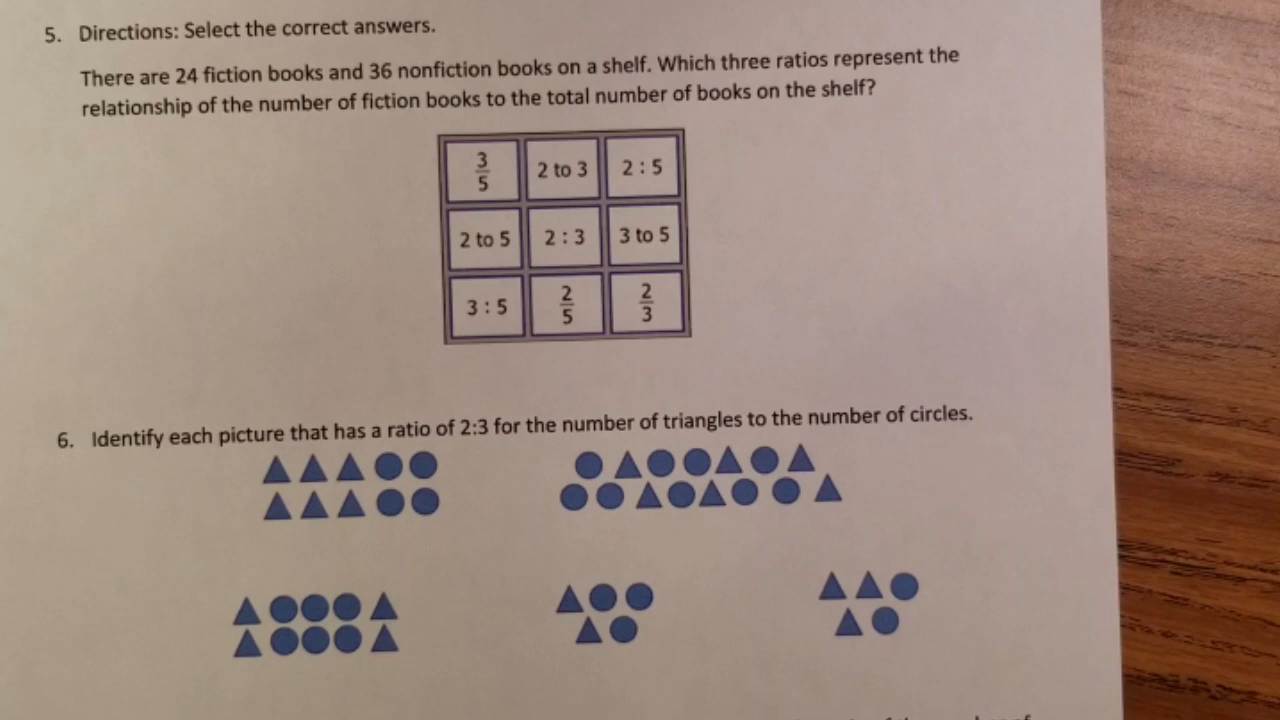 5. Directions: Select the correct answers.
There are 24 fiction books and 36 nonfiction books on a shelf. Which three ratios represent the
relationship of the number of fiction books to the total number of books on the shelf?
3/5 2 to 3 2 : 5
2 to 5 2 : 3 3 to 5
3 : 5 2/5 2/3
6. Identify each picture that has a ratio of 2:3 for the number of triangles to the number of circles.